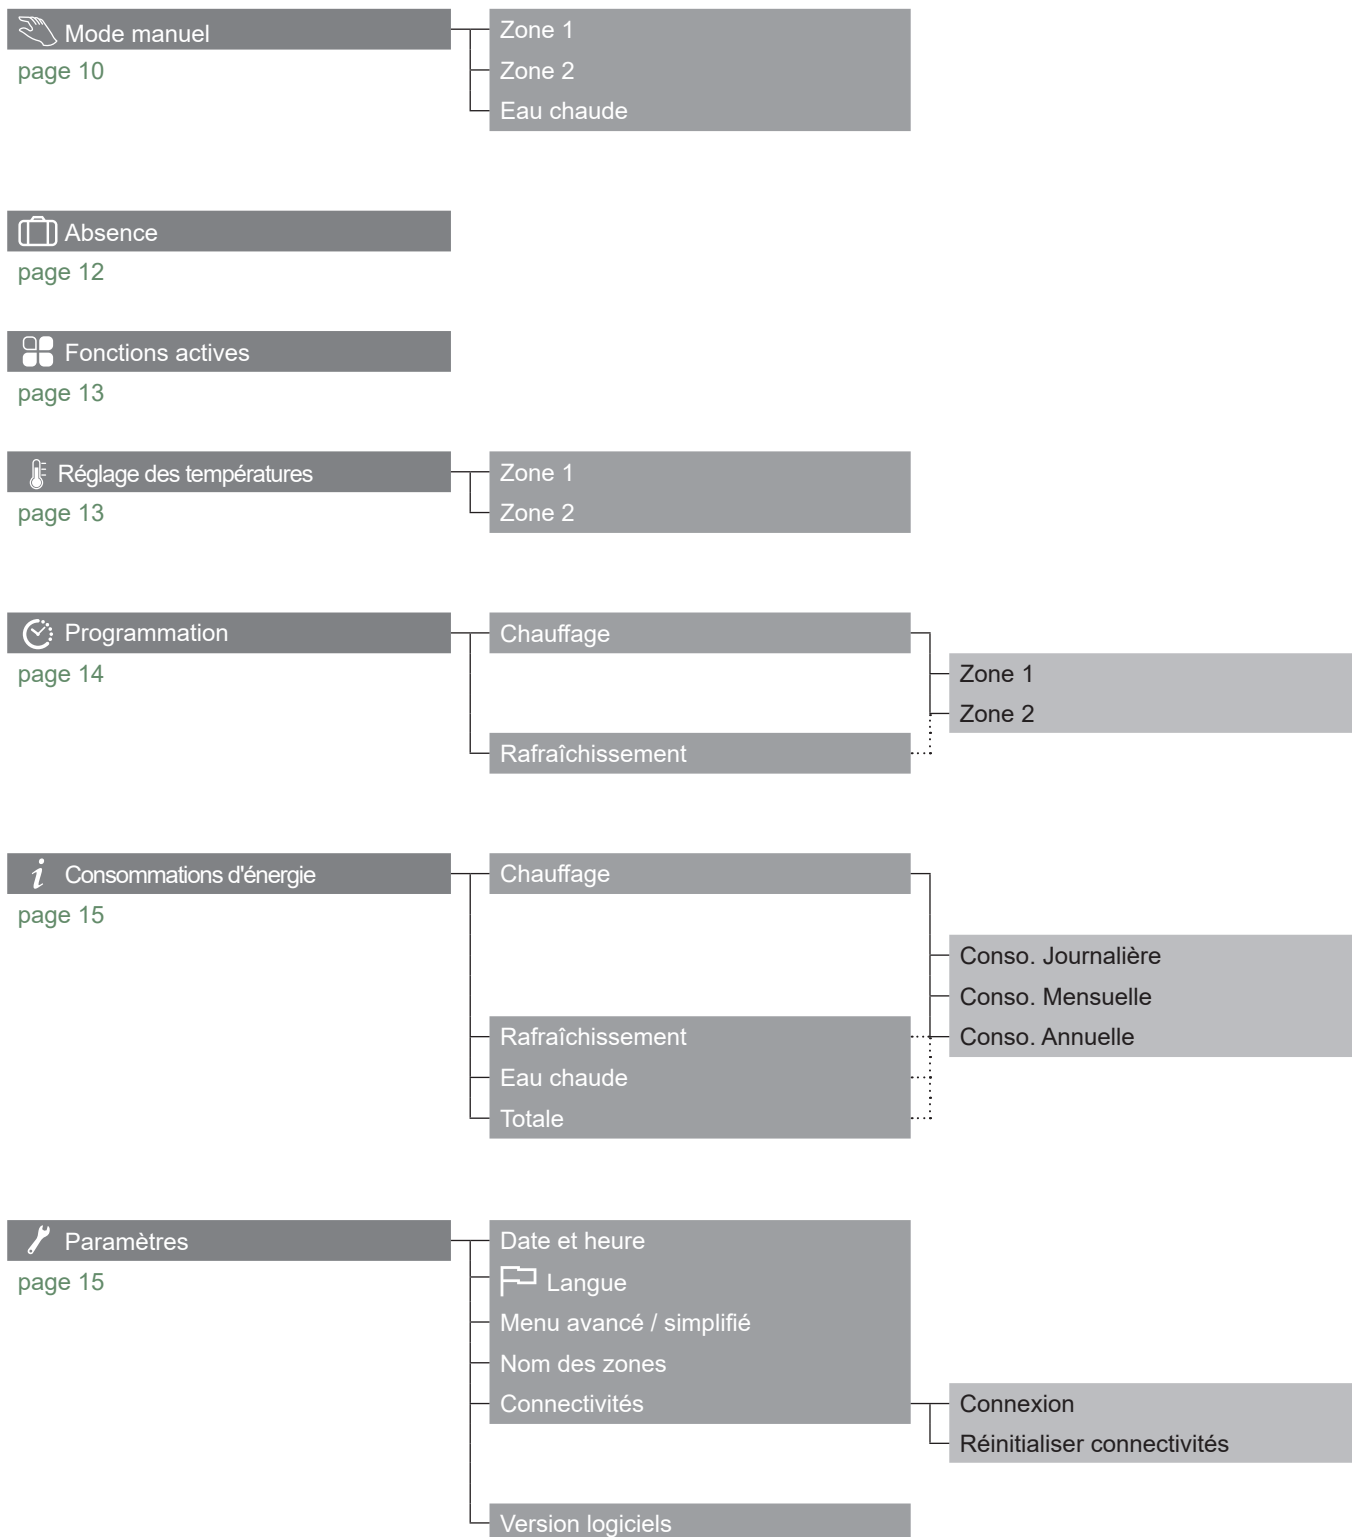 Mode manuel
page 10
Zone 1
Zone 2
Eau chaude
Absence
page 12
Fonctions actives
page 13
Réglage des températures
page 13
Zone 1
Zone 2
Programmation
page 14
Chauffage
Zone 1
Zone 2
Rafraîchissement
Consommations d'énergie
page 15
Chauffage
Conso. Journalière
Conso. Mensuelle
Conso. Annuelle
Rafraîchissement
Eau chaude
Totale
Paramètres
page 15
Date et heure
Langue
Menu avancé / simplifié
Nom des zones
Connectivités
Connexion
Réinitialiser connectivités
Version logiciels